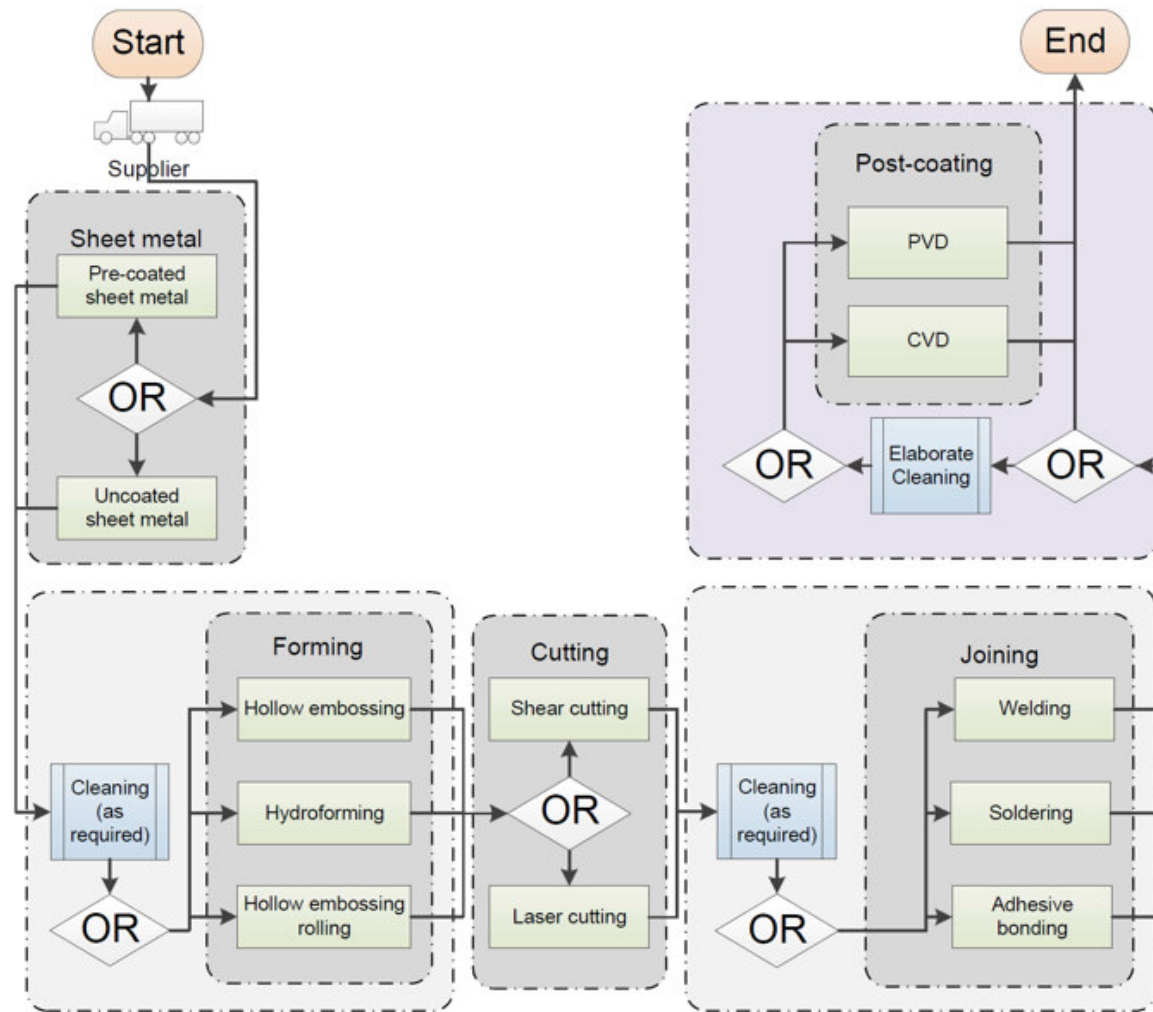 Start
Supplier
Sheet metal
Pre-coated
sheet metal
OR
Uncoated
sheet metal
Cleaning
(as
required)
OR
Forming
Hollow embossing
Hydroforming
Hollow embossing
rolling
Cutting
Shear cutting
OR
Laser cutting
Cleaning
(as
required)
OR
Joining
Welding
Soldering
Adhesive
bonding
OR
Elaborate
Cleaning
OR
Post-coating
PVD
CVD
End